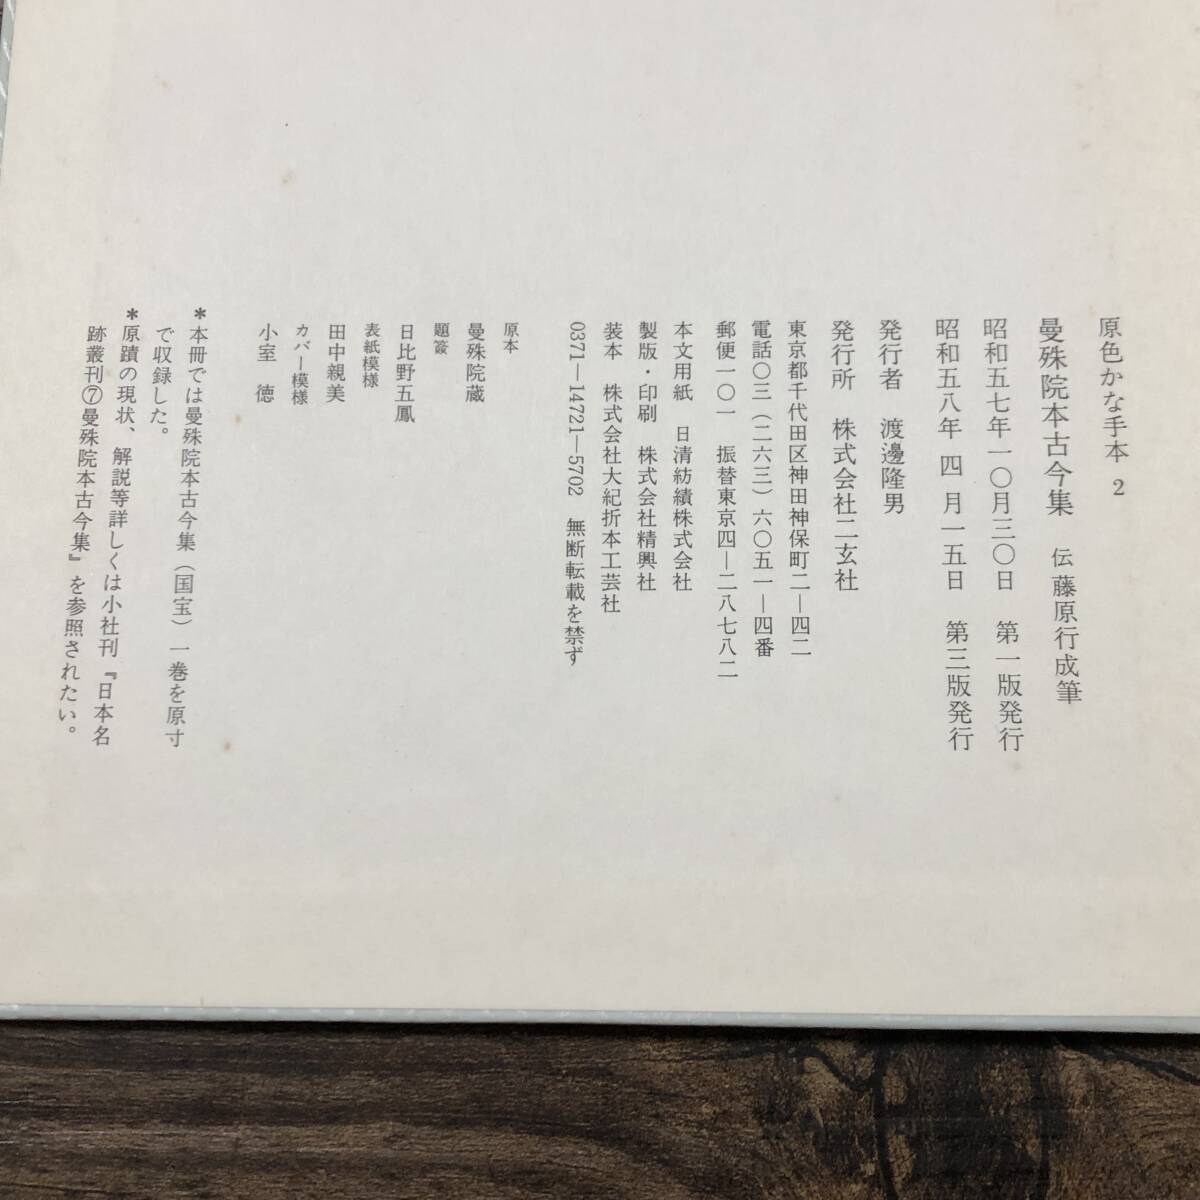 原色かな手本 2
曼殊院本古今集 伝 藤原行成筆
昭和五七年一〇月三〇日 第一版発行
昭和五八年 四 月一五日 第三版発行
発行者 渡邊隆男
発行所 株式会社二玄社
東京都千代田区神田神保町二―四二
電話〇三(二六三)六〇五一―四番
郵便一〇一 振替東京四―二八七八二
本文用紙 日清紡績株式会社
製版・印刷 株式会社精興社
装本 株式会社大紀折本工芸社
0371―14721―5702 無断転載を禁ず
原本
曼殊院蔵
題簽
日比野五鳳
表紙模様
田中親美
カバー模様
小室 徳
*本冊では曼殊院本古今集(国宝)一巻を原寸
で収録した。
*原蹟の現状、解説等詳しくは小社刊『日本名
跡叢刊⑦曼殊院本古今集』を参照されたい。